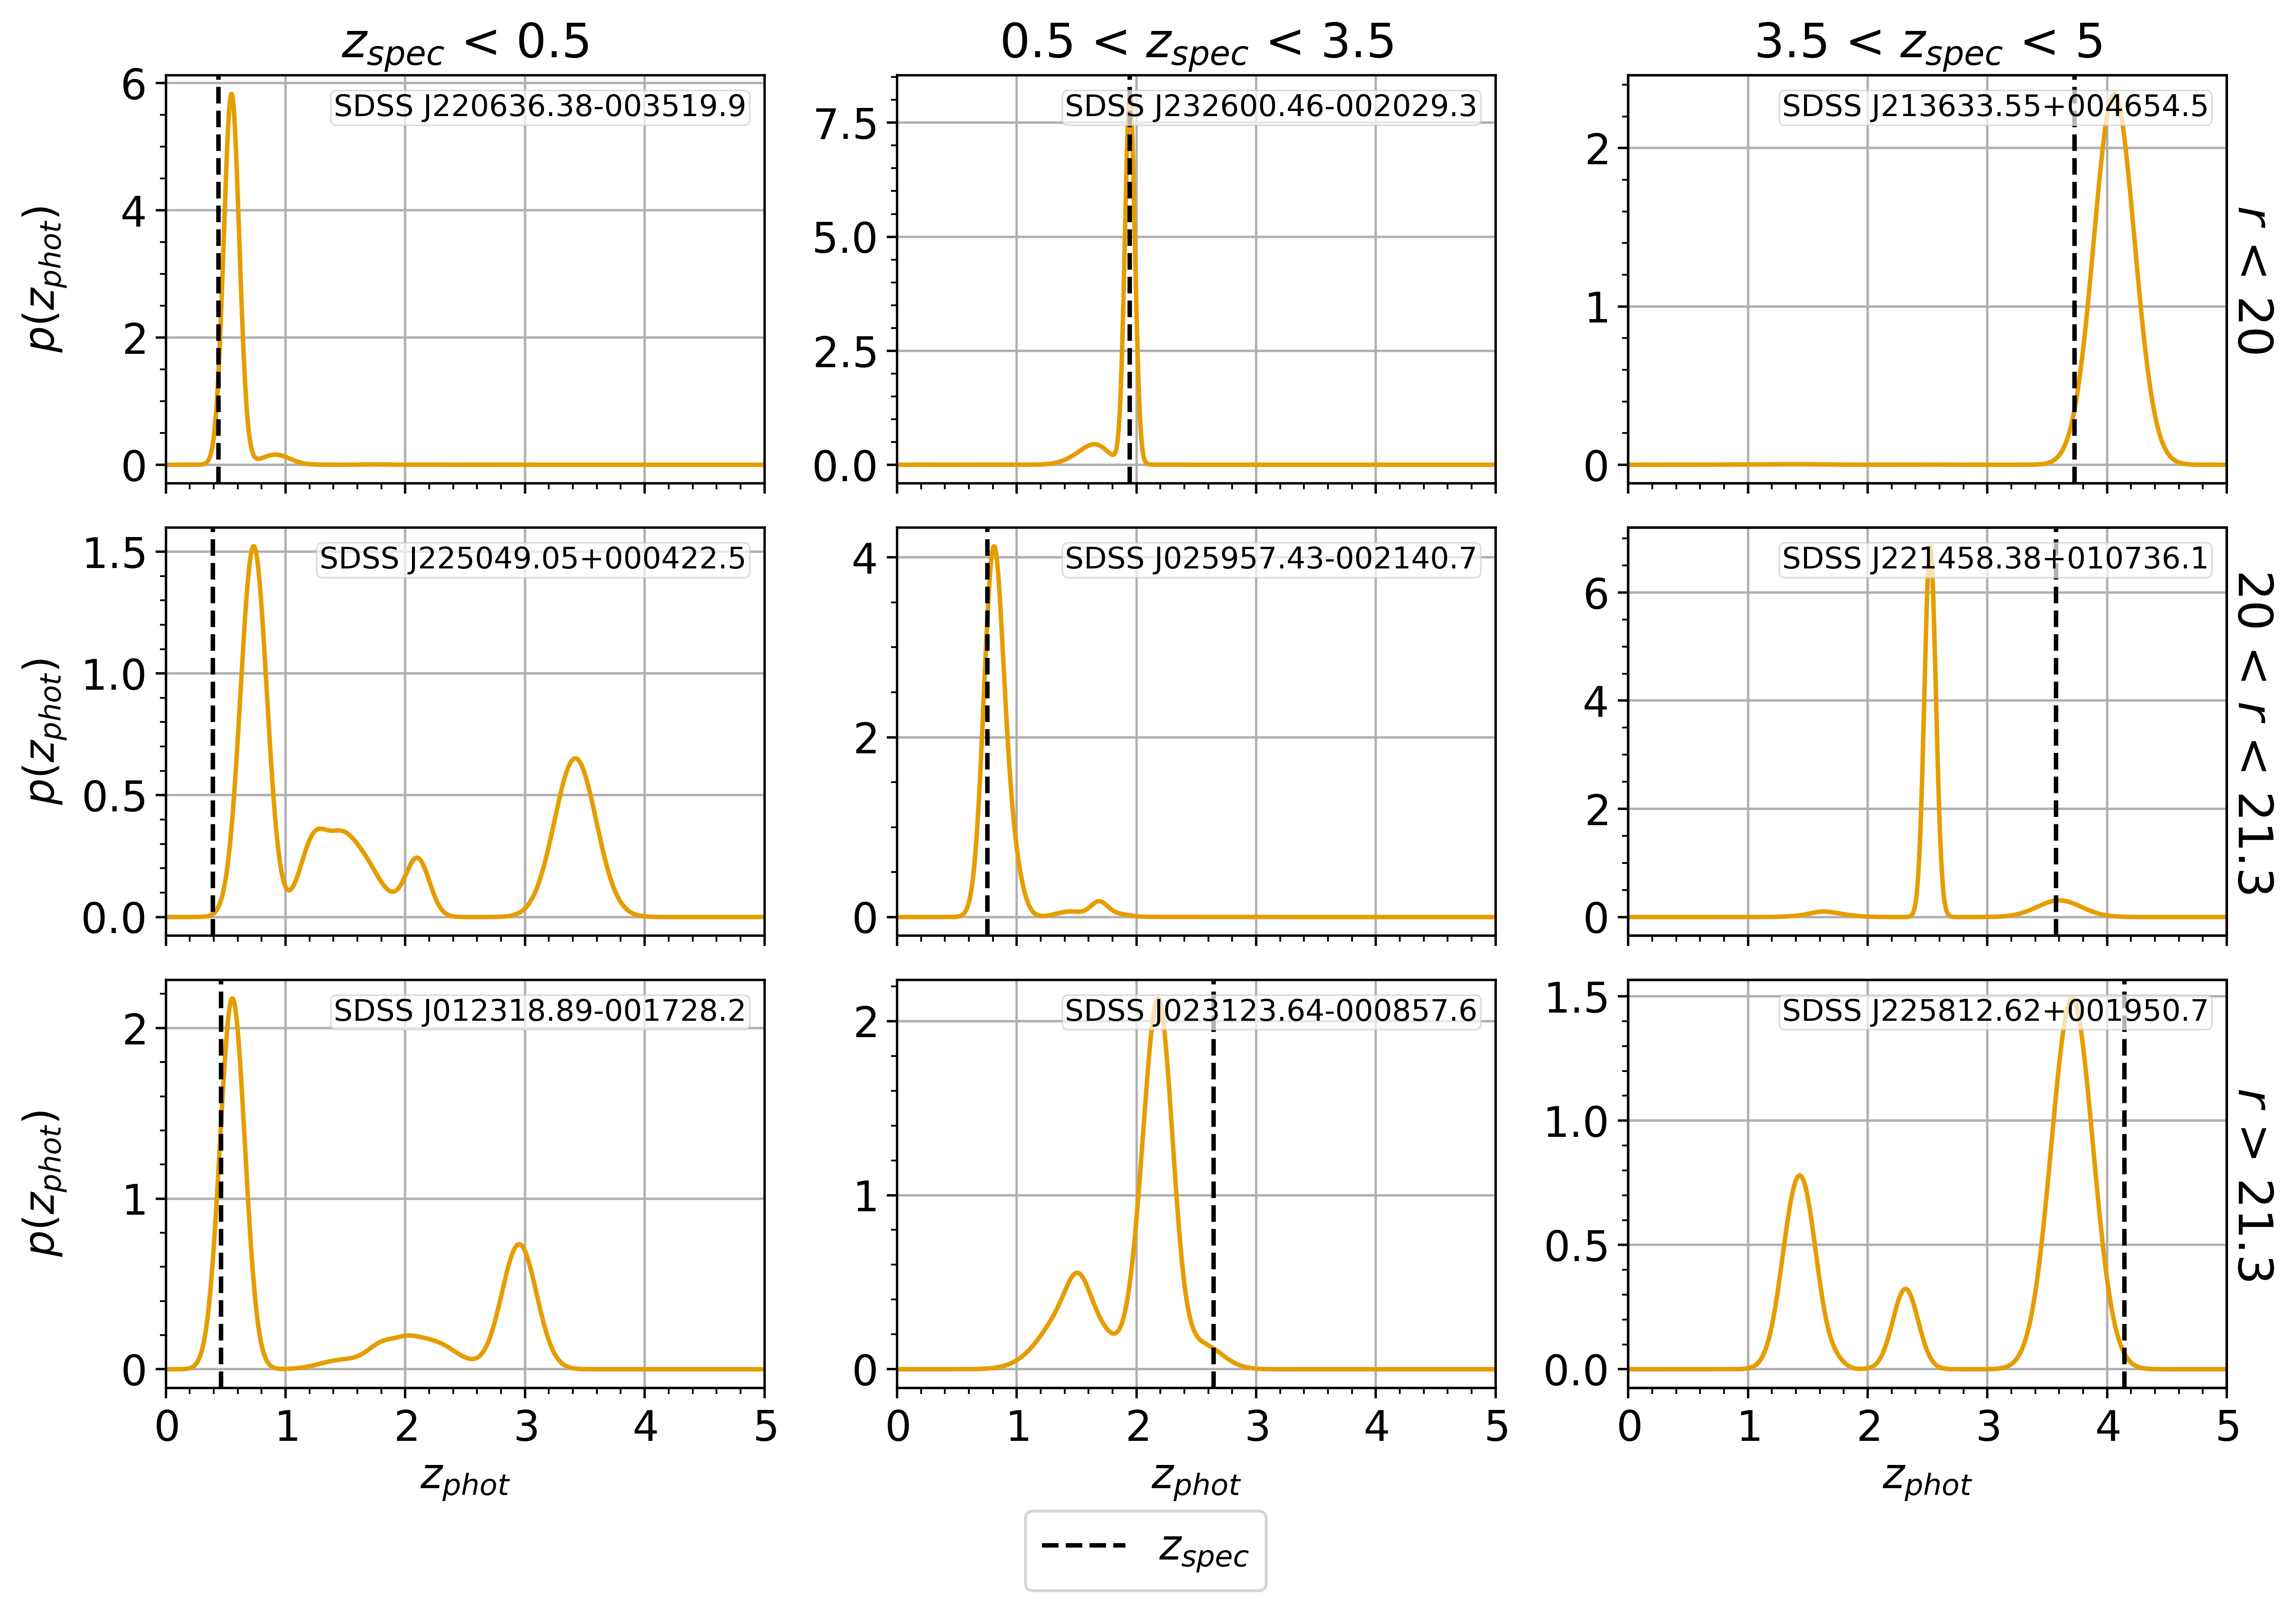 z_spec < 0.5
0.5 < z_spec < 3.5
3.5 < z_spec < 5
6
4
2
0
p(z_phot)
SDSS J220636.38-003519.9
7.5
5.0
2.5
0.0
SDSS J232600.46-002029.3
2
1
0
SDSS J213633.55+004654.5
r < 20
1.5
1.0
0.5
0.0
p(z_phot)
SDSS J225049.05+000422.5
4
2
0
SDSS J025957.43-002140.7
6
4
2
0
SDSS J221458.38+010736.1
20 < r < 21.3
2
1
0
p(z_phot)
SDSS J012318.89-001728.2
2
1
0
SDSS J023123.64-000857.6
1.5
1.0
0.5
0.0
SDSS J225812.62+001950.7
r > 21.3
0 1 2 3 4 5
0 1 2 3 4 5
0 1 2 3 4 5
z_phot
z_phot
z_phot
z_spec